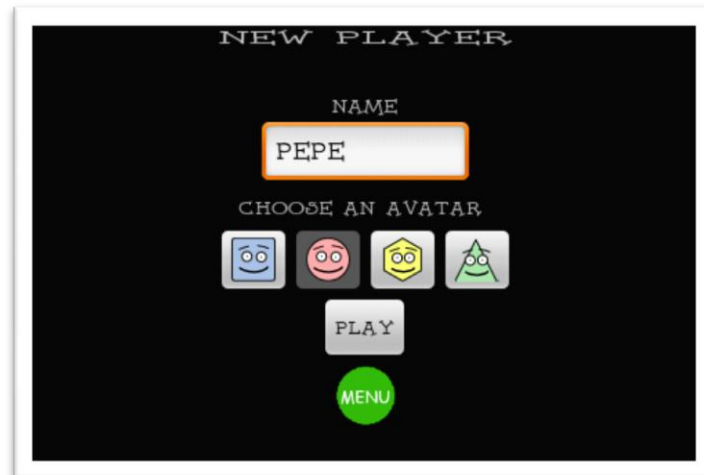 NEW PLAYER
NAME
PEPE
CHOOSE AN AVATAR
PLAY
MENU